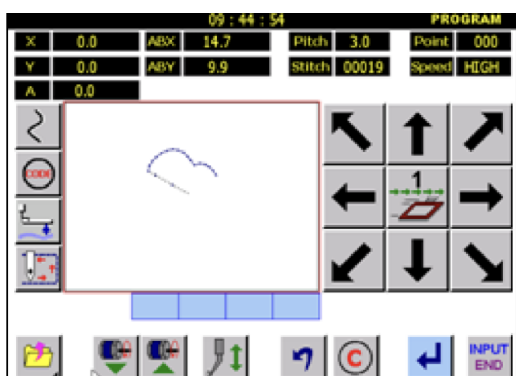 09 : 44 : 54 PROGRAM
X 0.0 ABX 14.7 Pitch 3.0 Point 000
Y 0.0 ABY 9.9 Stitch 00019 Speed HIGH
A 0.0
CODE
1
C
INPUT
END